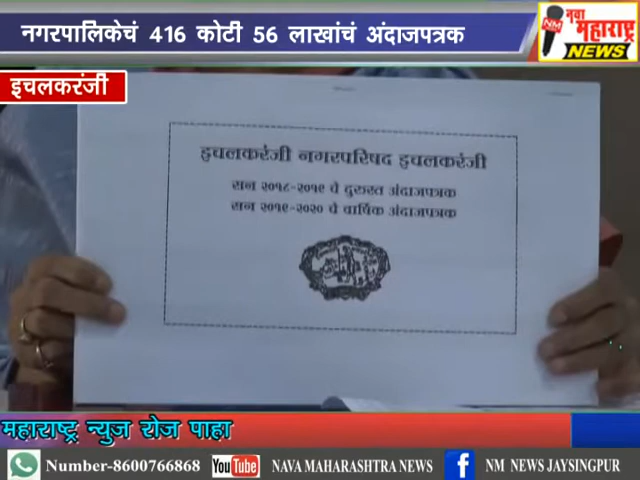 नगरपालिकेचं 416 कोटी 56 लाखांचं अंदाजपत्रक
NM
नवा
महाराष्ट्र
NEWS
इचलकरंजी
इचलकरंजी नगरपरिषद इचलकरंजी
सन २०१८-२०१९ चे दुरुस्त अंदाजपत्रक
सन २०१९-२०२० चे वार्षिक अंदाजपत्रक
महाराष्ट्र न्युज रोज पाहा
Number-8600766868 YouTube NAVA MAHARASHTRA NEWS f NM NEWS JAYSINGPUR